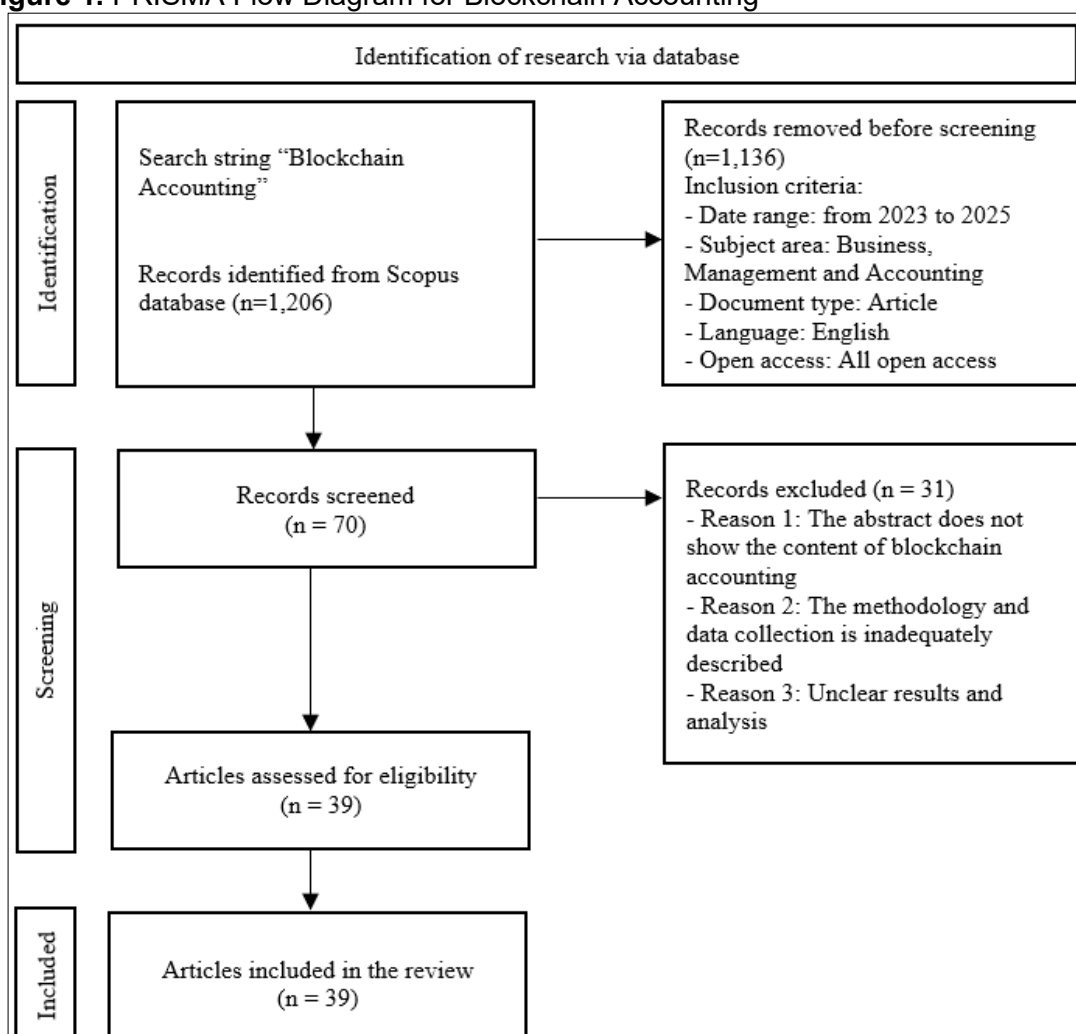 Figure 1. PRISMA Flow Diagram for Blockchain Accounting
Identification of research via database
Identification
Search string “Blockchain
Accounting”
Records identified from Scopus
database (n=1,206)
Records removed before screening
(n=1,136)
Inclusion criteria:
- Date range: from 2023 to 2025
- Subject area: Business,
Management and Accounting
- Document type: Article
- Language: English
- Open access: All open access
Screening
Records screened
(n = 70)
Records excluded (n = 31)
- Reason 1: The abstract does not
show the content of blockchain
accounting
- Reason 2: The methodology and
data collection is inadequately
described
- Reason 3: Unclear results and
analysis
Articles assessed for eligibility
(n = 39)
Included
Articles included in the review
(n = 39)